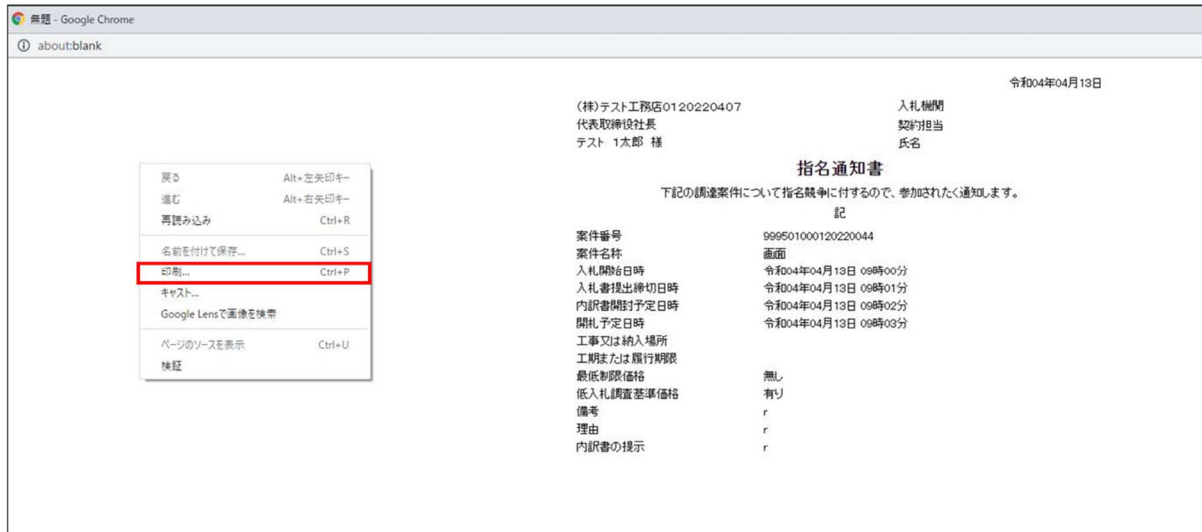 無題 - Google Chrome
about:blank
令和04年04月13日
(株)テスト工務店0120220407 入札機関
代表取締役社長 契約担当
テスト 1太郎 様 氏名
指名通知書
下記の調達案件について指名競争に付するので、参加されたく通知します。
記
案件番号 999501000120220044
案件名称 画面
入札開始日時 令和04年04月13日 09時00分
入札書提出締切日時 令和04年04月13日 09時01分
内訳書開封予定日時 令和04年04月13日 09時02分
開札予定日時 令和04年04月13日 09時03分
工事又は納入場所
工期または履行期限
最低制限価格 無し
低入札調査基準価格 有り
備考 r
理由 r
内訳書の提示 r
戻る Alt+左矢印キー
進む Alt+右矢印キー
再読み込み Ctrl+R
名前を付けて保存... Ctrl+S
印刷... Ctrl+P
キャスト...
Google Lensで画像を検索
ページのソースを表示 Ctrl+U
検証